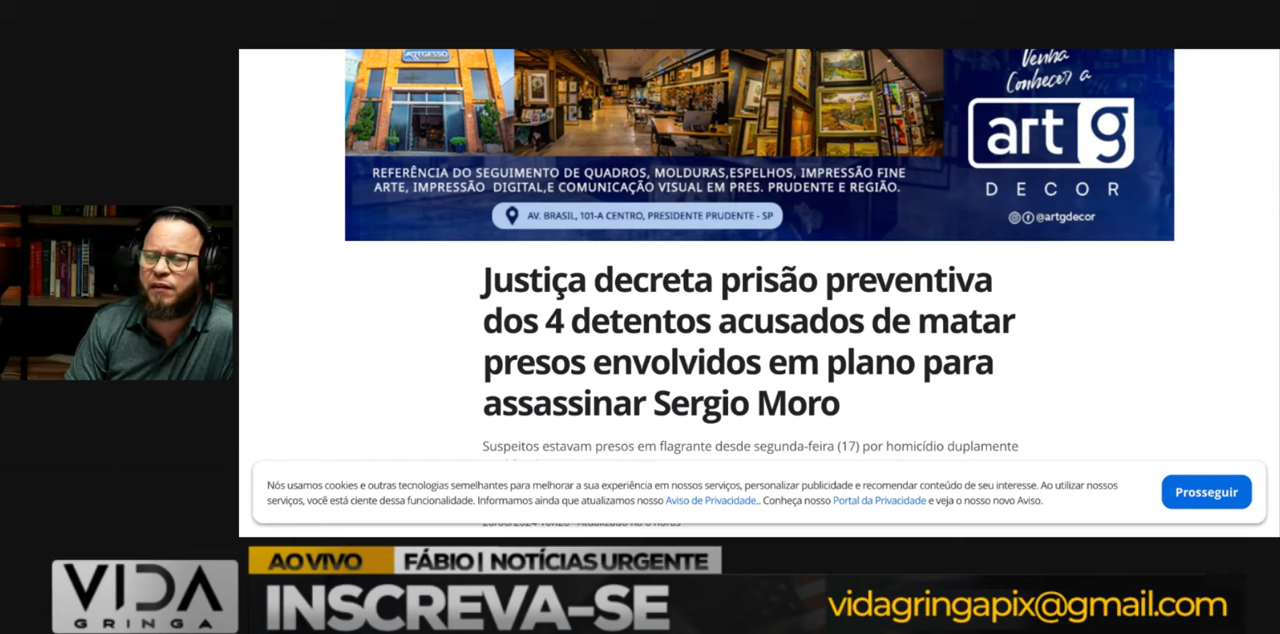 ARTGESSO
Venha
Conhecer a
art g
DECOR
@artgdecor
REFERÊNCIA DO SEGUIMENTO DE QUADROS, MOLDURAS,ESPELHOS, IMPRESSÃO FINE
ARTE, IMPRESSÃO DIGITAL,E COMUNICAÇÃO VISUAL EM PRES. PRUDENTE E REGIÃO.
AV. BRASIL, 101-A CENTRO, PRESIDENTE PRUDENTE - SP
Justiça decreta prisão preventiva
dos 4 detentos acusados de matar
presos envolvidos em plano para
assassinar Sergio Moro
Suspeitos estavam presos em flagrante desde segunda-feira (17) por homicídio duplamente
Nós usamos cookies e outras tecnologias semelhantes para melhorar a sua experiência em nossos serviços, personalizar publicidade e recomendar conteúdo de seu interesse. Ao utilizar nossos
serviços, você está ciente dessa funcionalidade. Informamos ainda que atualizamos nosso Aviso de Privacidade.. Conheça nosso Portal da Privacidade e veja o nosso novo Aviso.
Prosseguir
AO VIVO
FÁBIO | NOTÍCIAS URGENTE
VIDA
GRINGA
INSCREVA-SE
vidagringapix@gmail.com